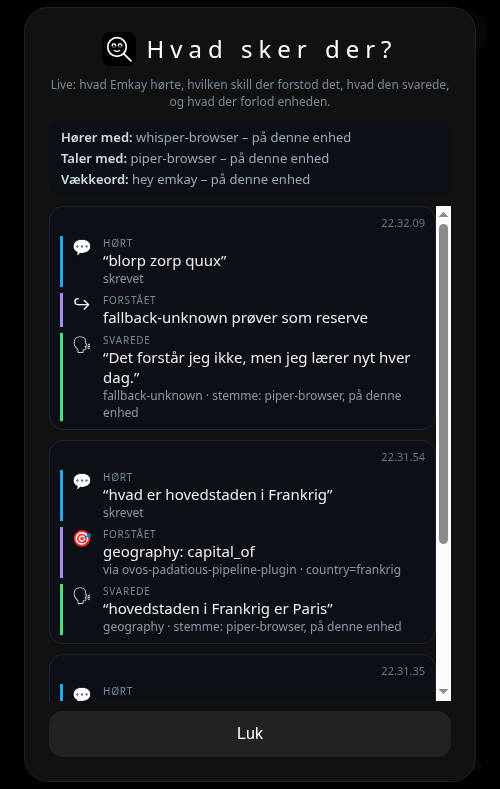 Hvad sker der?
Live: hvad Emkay hørte, hvilken skill der forstod det, hvad den svarede,
og hvad der forlod enheden.
Hører med: whisper-browser – på denne enhed
Taler med: piper-browser – på denne enhed
Vækkeord: hey emkay – på denne enhed
22.32.09
HØRT
“blorp zorp quux”
skrevet
FORSTÅET
fallback-unknown prøver som reserve
SVAREDE
“Det forstår jeg ikke, men jeg lærer nyt hver
dag.”
fallback-unknown · stemme: piper-browser, på denne
enhed
22.31.54
HØRT
“hvad er hovedstaden i Frankrig”
skrevet
FORSTÅET
geography: capital_of
via ovos-padatious-pipeline-plugin · country=frankrig
SVAREDE
“hovedstaden i Frankrig er Paris”
geography · stemme: piper-browser, på denne enhed
22.31.35
HØRT
Luk